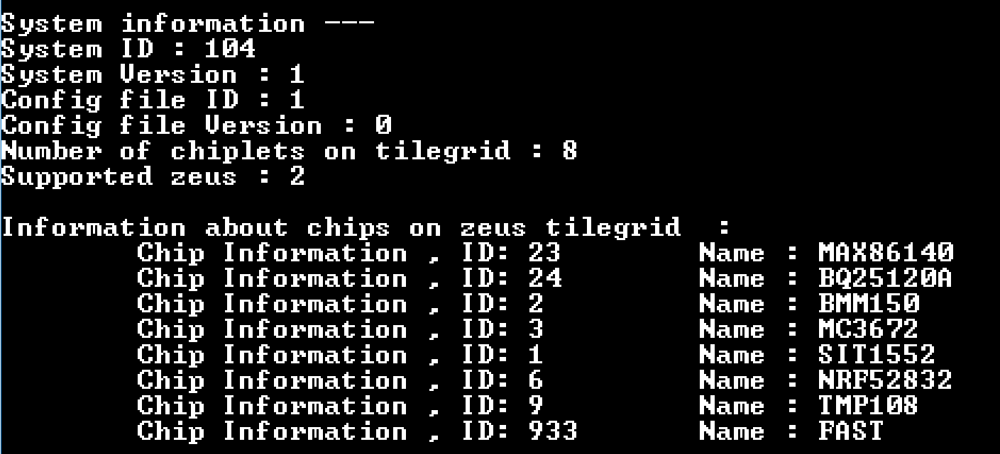 System information ---
System ID : 104
System Version : 1
Config file ID : 1
Config file Version : 0
Number of chiplets on tilegrid : 8
Supported zeus : 2
Information about chips on zeus tilegrid  :
Chip Information , ID: 23 Name : MAX86140
Chip Information , ID: 24 Name : BQ25120A
Chip Information , ID: 2 Name : BMM150
Chip Information , ID: 3 Name : MC3672
Chip Information , ID: 1 Name : SIT1552
Chip Information , ID: 6 Name : NRF52832
Chip Information , ID: 9 Name : TMP108
Chip Information , ID: 933 Name : FAST